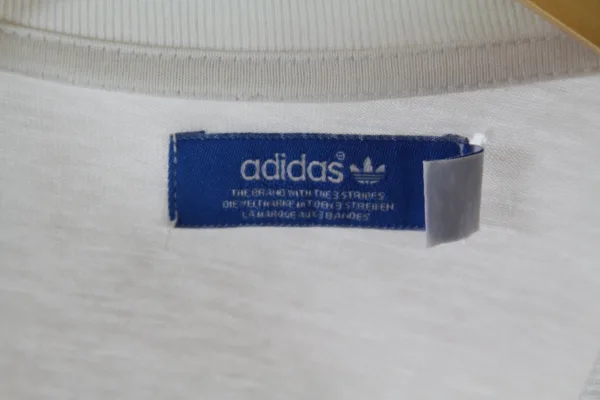 adidas®
THE BRAND WITH THE 3 STRIPES
DIE WELTMARKE MIT DEN 3 STREIFEN
LA MARQUE AUX 3 BANDES